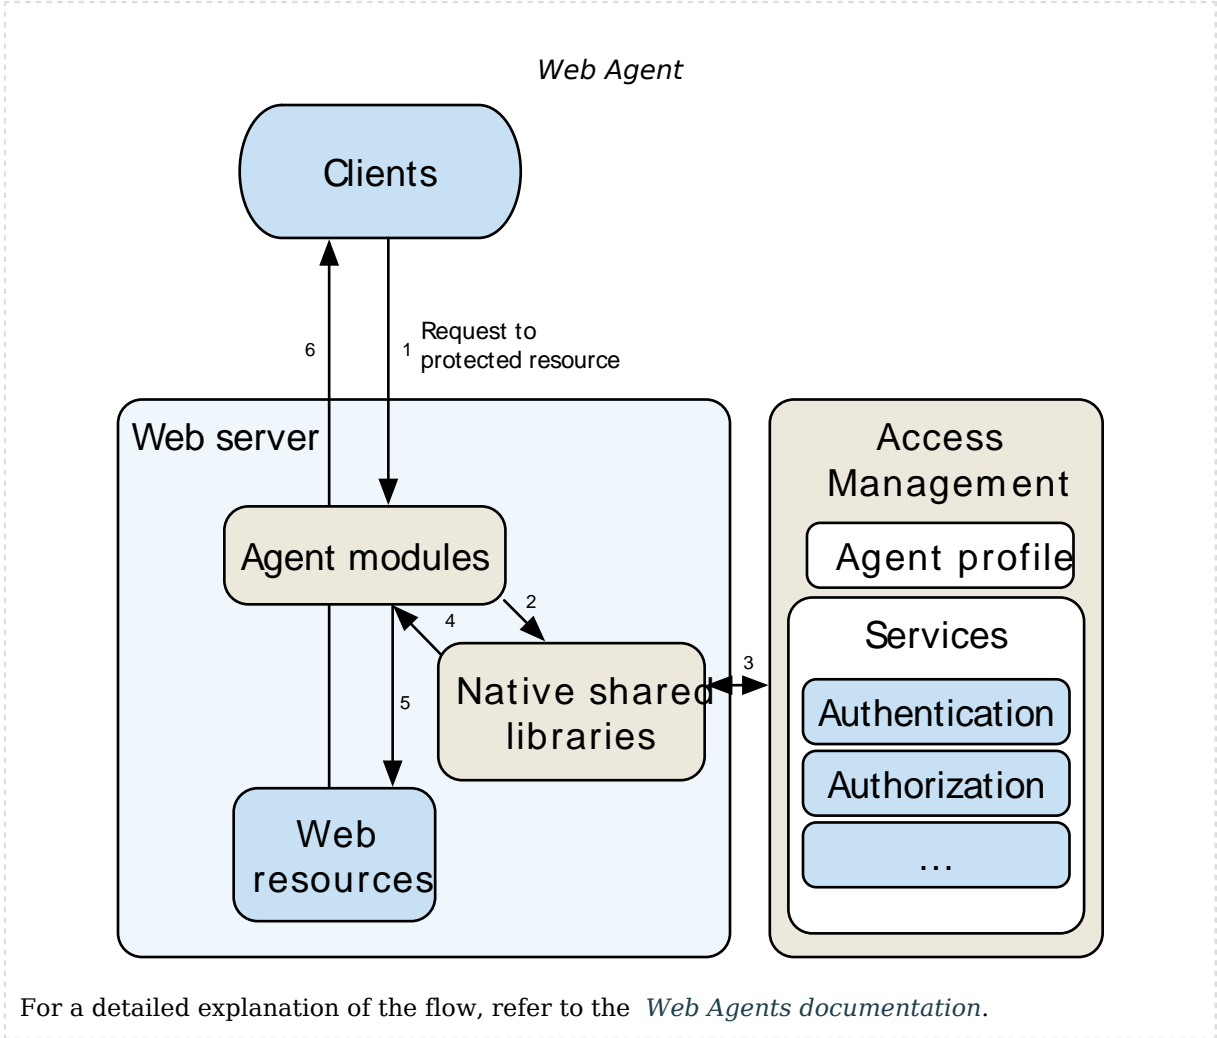 Web Agent
Clients
6
1
Request to
protected resource
Web server
Access
Management
Agent modules
Agent profile
2
4
Services
3
Native shared
libraries
5
Authentication
Authorization
Web
resources
...
For a detailed explanation of the flow, refer to the Web Agents documentation.